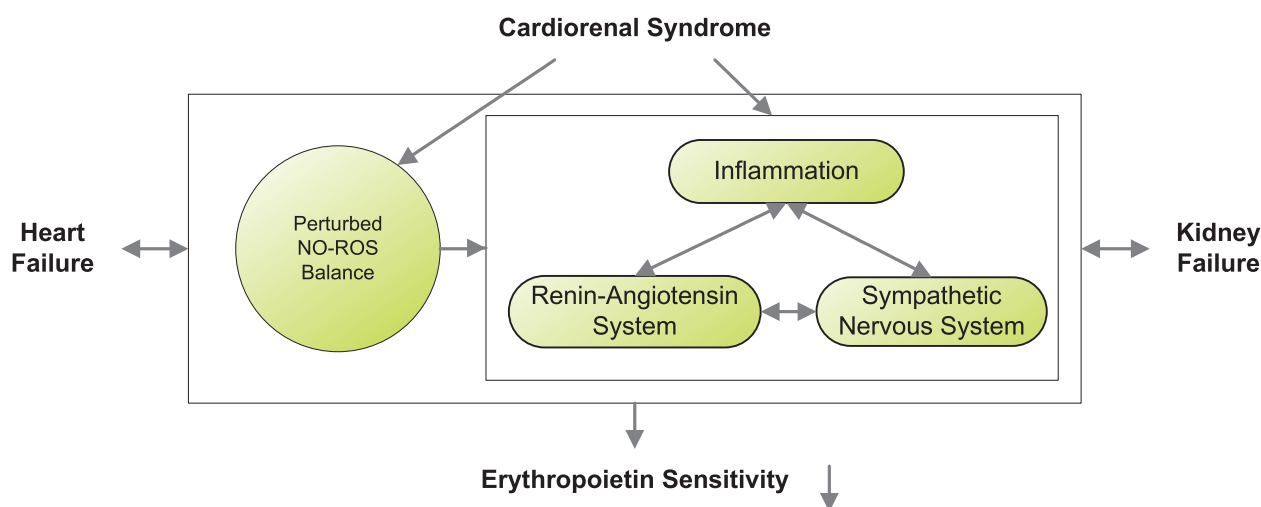 Cardiorenal Syndrome
Heart
Failure
Perturbed
NO-ROS
Balance
Inflammation
Renin-Angiotensin
System
Sympathetic
Nervous System
Kidney
Failure
Erythropoietin Sensitivity